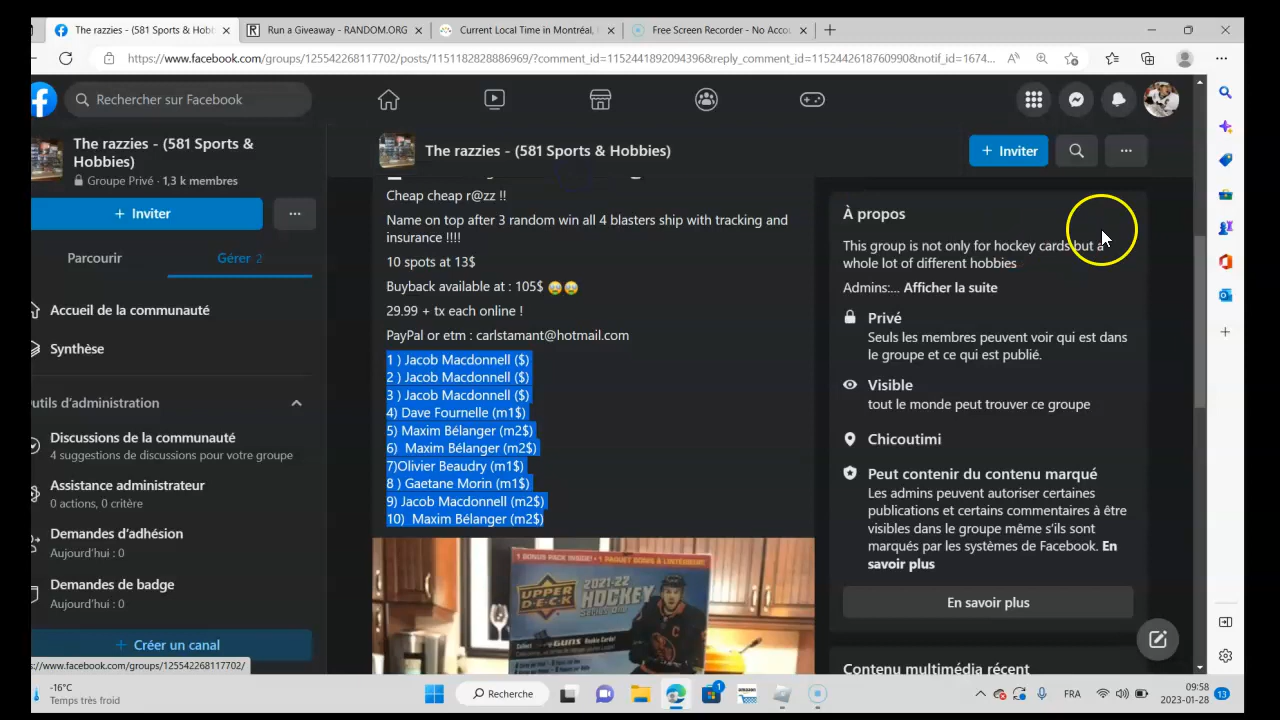 The razzies - (581 Sports & Hobb
Run a Giveaway - RANDOM.ORG
Current Local Time in Montréal,
Free Screen Recorder - No Accou
https://www.facebook.com/groups/125542268117702/posts/1151182828886969/?comment_id=1152441892094396&reply_comment_id=1152442618760990&notif_id=1674...
Rechercher sur Facebook
The razzies - (581 Sports &
Hobbies)
Groupe Privé · 1,3 k membres
+ Inviter
...
Parcourir
Gérer 2
Accueil de la communauté
Synthèse
utils d'administration
Discussions de la communauté
4 suggestions de discussions pour votre groupe
Assistance administrateur
0 actions, 0 critère
Demandes d'adhésion
Aujourd'hui : 0
Demandes de badge
Aujourd'hui : 0
+ Créer un canal
s://www.facebook.com/groups/125542268117702/
The razzies - (581 Sports & Hobbies)
+ Inviter
Cheap cheap r@zz !!
Name on top after 3 random win all 4 blasters ship with tracking and
insurance !!!!
10 spots at 13$
Buyback available at : 105$
29.99 + tx each online !
PayPal or etm : carlstamant@hotmail.com
1 ) Jacob Macdonnell ($)
2 ) Jacob Macdonnell ($)
3 ) Jacob Macdonnell ($)
4) Dave Fournelle (m1$)
5) Maxim Bélanger (m2$)
6) Maxim Bélanger (m2$)
7)Olivier Beaudry (m1$)
8 ) Gaetane Morin (m1$)
9) Jacob Macdonnell (m2$)
10) Maxim Bélanger (m2$)
1 BONUS PACK INSIDE! • 1 PAQUET BONUS À L'INTÉRIEUR!
UPPER DECK
2021-22
HOCKEY
GUNS
À propos
This group is not only for hockey cards but a
whole lot of different hobbies
Admins:... Afficher la suite
Privé
Seuls les membres peuvent voir qui est dans
le groupe et ce qui est publié.
Visible
tout le monde peut trouver ce groupe
Chicoutimi
Peut contenir du contenu marqué
Les admins peuvent autoriser certaines
publications et certains commentaires à être
visibles dans le groupe même s'ils sont
marqués par les systèmes de Facebook. En
savoir plus
En savoir plus
Contenu multimédia récent
-16°C
Temps très froid
Recherche
1
FRA
09:58
2023-01-28
13